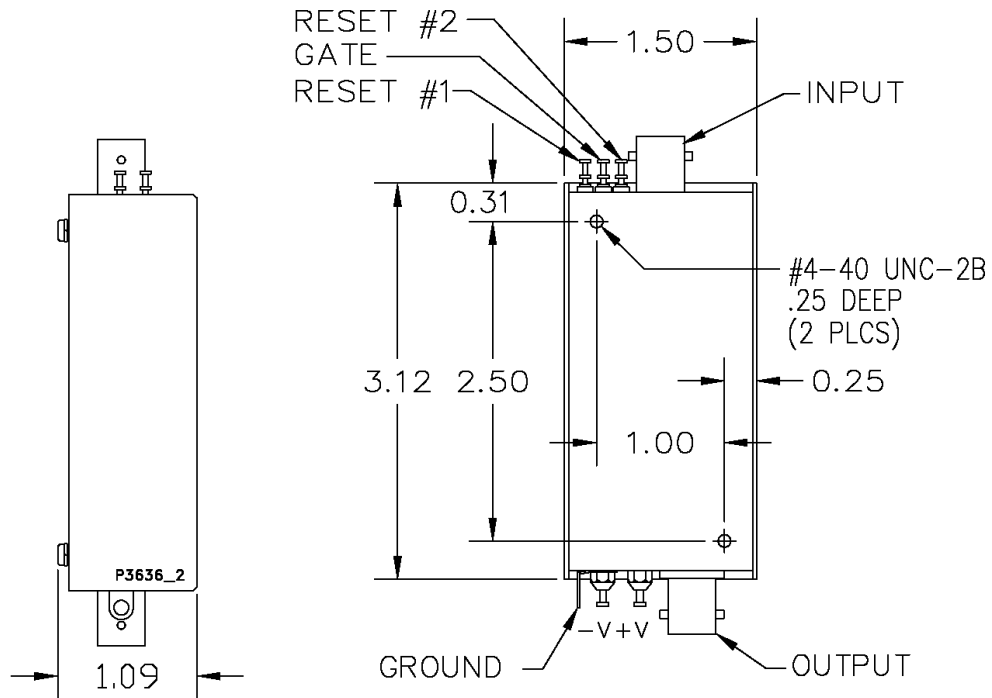 RESET #2
GATE
RESET #1
1.50
INPUT
0.31
#4-40 UNC-2B
.25 DEEP
(2 PLCS)
3.12
2.50
0.25
1.00
P3636_2
-V+V
GROUND
OUTPUT
1.09